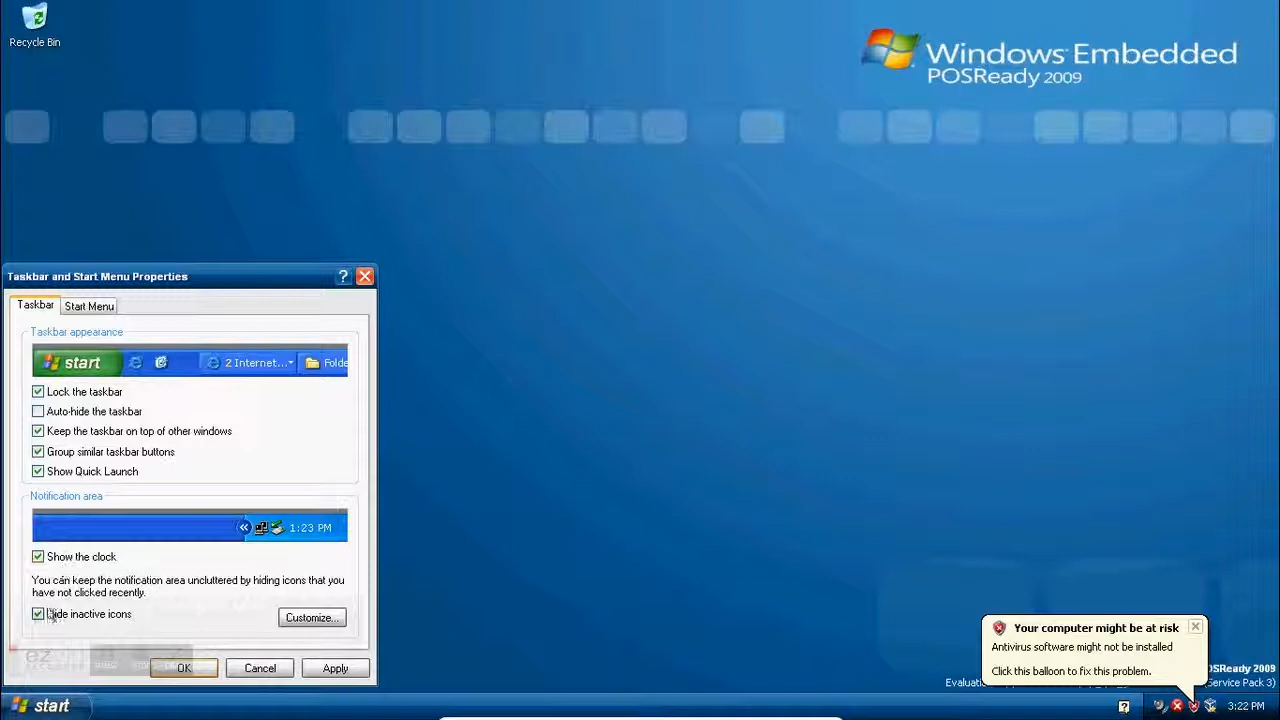 Recycle Bin
Windows Embedded
POSReady 2009
Taskbar and Start Menu Properties
Taskbar
Start Menu
Taskbar appearance
start
2 Internet...
Folde
Lock the taskbar
Auto-hide the taskbar
Keep the taskbar on top of other windows
Group similar taskbar buttons
Show Quick Launch
Notification area
1:23 PM
Show the clock
You can keep the notification area uncluttered by hiding icons that you
have not clicked recently.
Hide inactive icons
Customize...
ez
OK
Cancel
Apply
Your computer might be at risk
Antivirus software might not be installed
Click this balloon to fix this problem.
POSReady 2009
Evaluati
Service Pack 3)
start
3:22 PM